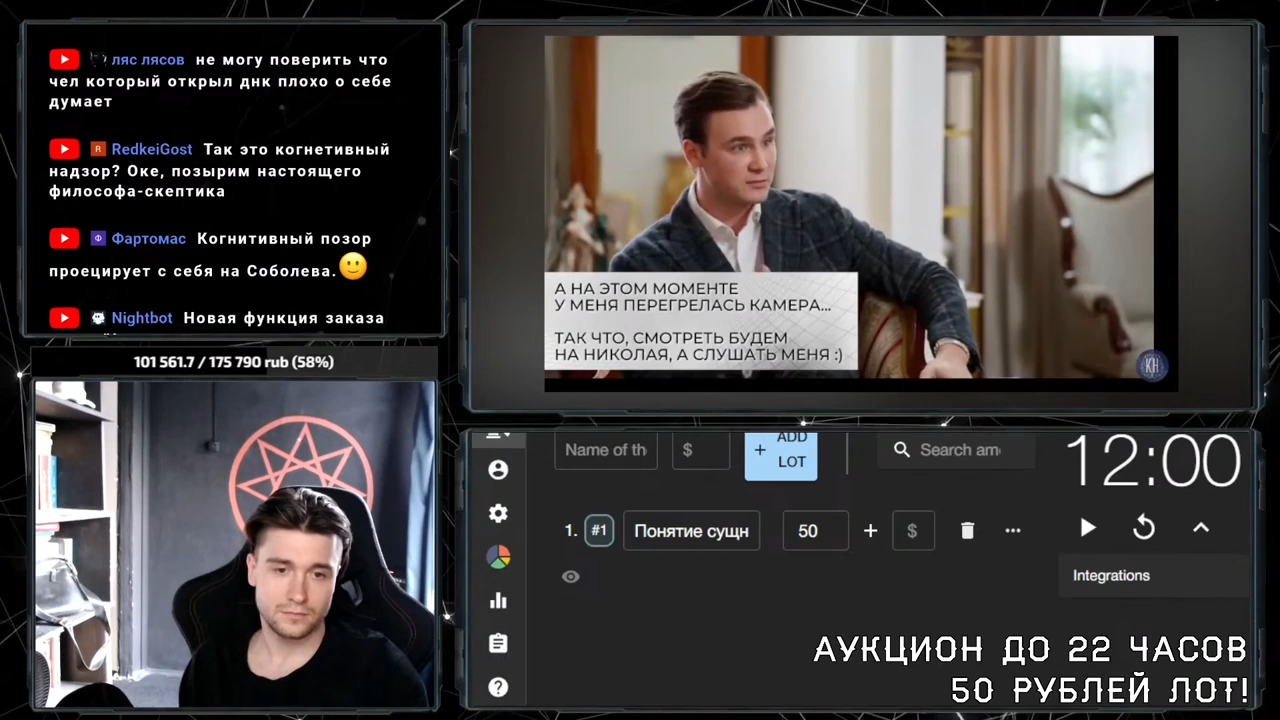 ляс лясов не могу поверить что
чел который открыл днк плохо о себе
думает
R RedkeiGost Так это когнетивный
надзор? Оке, позырим настоящего
философа-скептика
Ф Фартомас Когнитивный позор
проецирует с себя на Соболева.
Nightbot Новая функция заказа
101 561.7 / 175 790 rub (58%)
А НА ЭТОМ МОМЕНТЕ
У МЕНЯ ПЕРЕГРЕЛАСЬ КАМЕРА...
ТАК ЧТО, СМОТРЕТЬ БУДЕМ
НА НИКОЛАЯ, А СЛУШАТЬ МЕНЯ :)
КН
Name of th
$
+ ADD
LOT
Search am
12:00
1. #1 Понятие сущн 50 + $
Integrations
АУКЦИОН ДО 22 ЧАСОВ
50 РУБЛЕЙ ЛОТ!